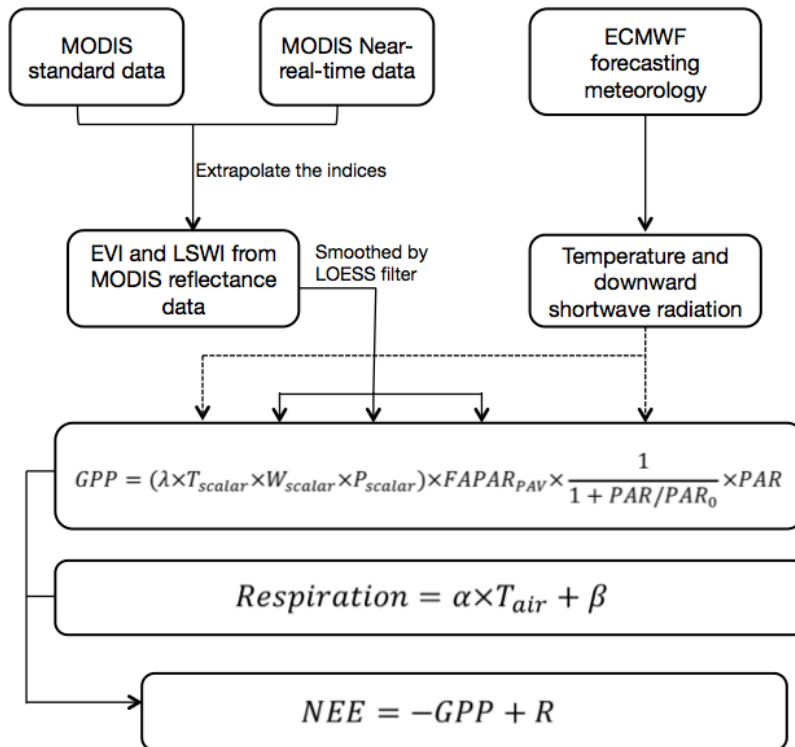 MODIS
standard data
MODIS Near-
real-time data
ECMWF
forecasting
meteorology
Extrapolate the indices
EVI and LSWI from
MODIS reflectance
data
Smoothed by
LOESS filter
Temperature and
downward
shortwave radiation
GPP = (λ×T_scalar×W_scalar×P_scalar)×FAPAR_PAV× 1 / (1 + PAR/PAR_0) ×PAR
Respiration = α×T_air + β
NEE = −GPP + R